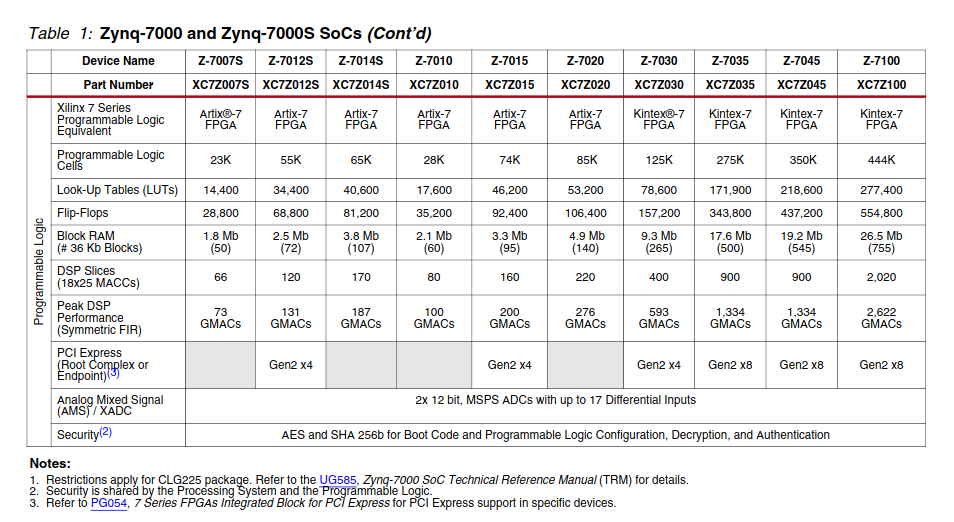 Table 1: Zynq-7000 and Zynq-7000S SoCs (Cont'd)
Device Name Z-7007S Z-7012S Z-7014S Z-7010 Z-7015 Z-7020 Z-7030 Z-7035 Z-7045 Z-7100
Part Number XC7Z007S XC7Z012S XC7Z014S XC7Z010 XC7Z015 XC7Z020 XC7Z030 XC7Z035 XC7Z045 XC7Z100
Programmable Logic
Xilinx 7 Series
Programmable Logic
Equivalent
Artix®-7
FPGA
Artix-7
FPGA
Artix-7
FPGA
Artix-7
FPGA
Artix-7
FPGA
Artix-7
FPGA
Kintex®-7
FPGA
Kintex-7
FPGA
Kintex-7
FPGA
Kintex-7
FPGA
Programmable Logic
Cells
23K 55K 65K 28K 74K 85K 125K 275K 350K 444K
Look-Up Tables (LUTs) 14,400 34,400 40,600 17,600 46,200 53,200 78,600 171,900 218,600 277,400
Flip-Flops 28,800 68,800 81,200 35,200 92,400 106,400 157,200 343,800 437,200 554,800
Block RAM
(# 36 Kb Blocks)
1.8 Mb
(50)
2.5 Mb
(72)
3.8 Mb
(107)
2.1 Mb
(60)
3.3 Mb
(95)
4.9 Mb
(140)
9.3 Mb
(265)
17.6 Mb
(500)
19.2 Mb
(545)
26.5 Mb
(755)
DSP Slices
(18x25 MACCs)
66 120 170 80 160 220 400 900 900 2,020
Peak DSP
Performance
(Symmetric FIR)
73
GMACs
131
GMACs
187
GMACs
100
GMACs
200
GMACs
276
GMACs
593
GMACs
1,334
GMACs
1,334
GMACs
2,622
GMACs
PCI Express
(Root Complex or
Endpoint)(3)
Gen2 x4 Gen2 x4 Gen2 x4 Gen2 x8 Gen2 x8 Gen2 x8
Analog Mixed Signal
(AMS) / XADC
2x 12 bit, MSPS ADCs with up to 17 Differential Inputs
Security(2) AES and SHA 256b for Boot Code and Programmable Logic Configuration, Decryption, and Authentication
Notes:
1. Restrictions apply for CLG225 package. Refer to the UG585, Zynq-7000 SoC Technical Reference Manual (TRM) for details.
2. Security is shared by the Processing System and the Programmable Logic.
3. Refer to PG054, 7 Series FPGAs Integrated Block for PCI Express for PCI Express support in specific devices.